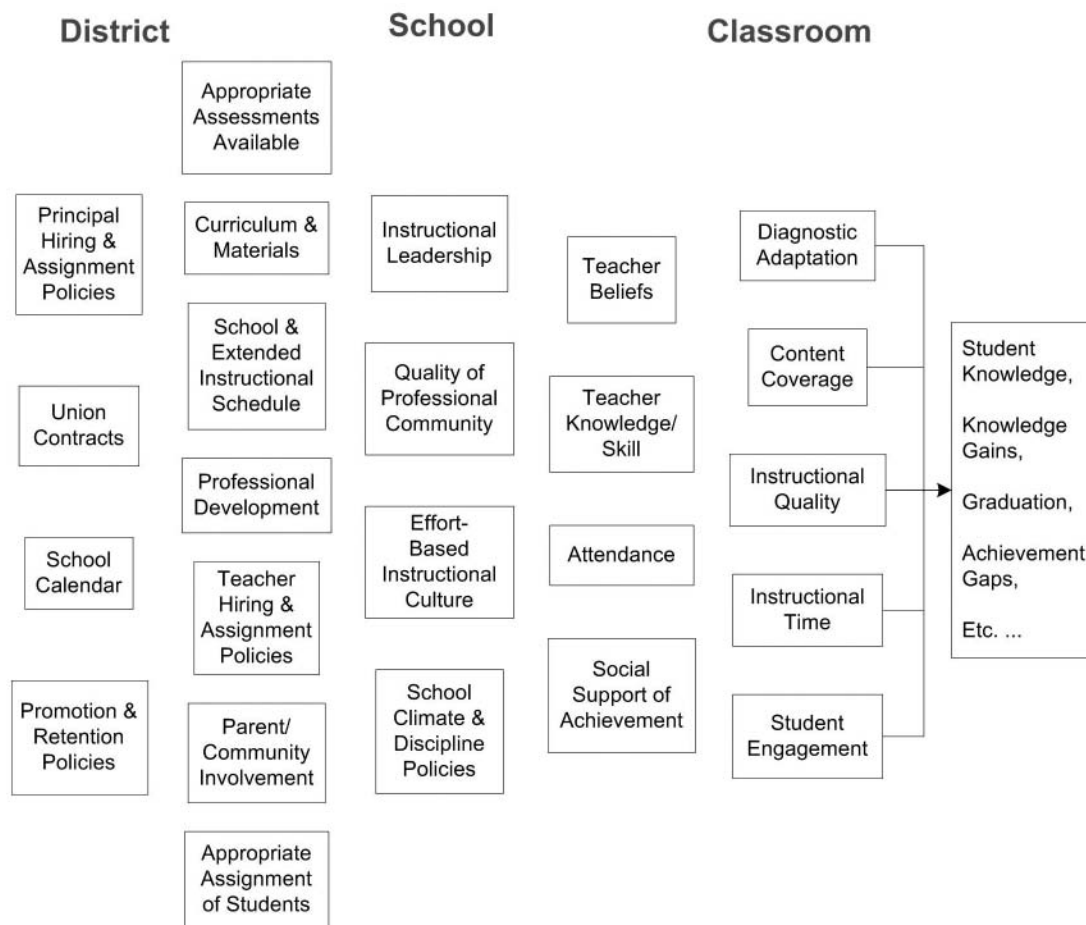 District
School
Classroom
Appropriate
Assessments
Available
Principal
Hiring &
Assignment
Policies
Curriculum &
Materials
School &
Extended
Instructional
Schedule
Union
Contracts
Professional
Development
School
Calendar
Teacher
Hiring &
Assignment
Policies
Promotion &
Retention
Policies
Parent/
Community
Involvement
Appropriate
Assignment
of Students
Instructional
Leadership
Quality of
Professional
Community
Effort-
Based
Instructional
Culture
School
Climate &
Discipline
Policies
Teacher
Beliefs
Teacher
Knowledge/
Skill
Attendance
Social
Support of
Achievement
Diagnostic
Adaptation
Content
Coverage
Instructional
Quality
Instructional
Time
Student
Engagement
Student
Knowledge,
Knowledge
Gains,
Graduation,
Achievement
Gaps,
Etc. ...